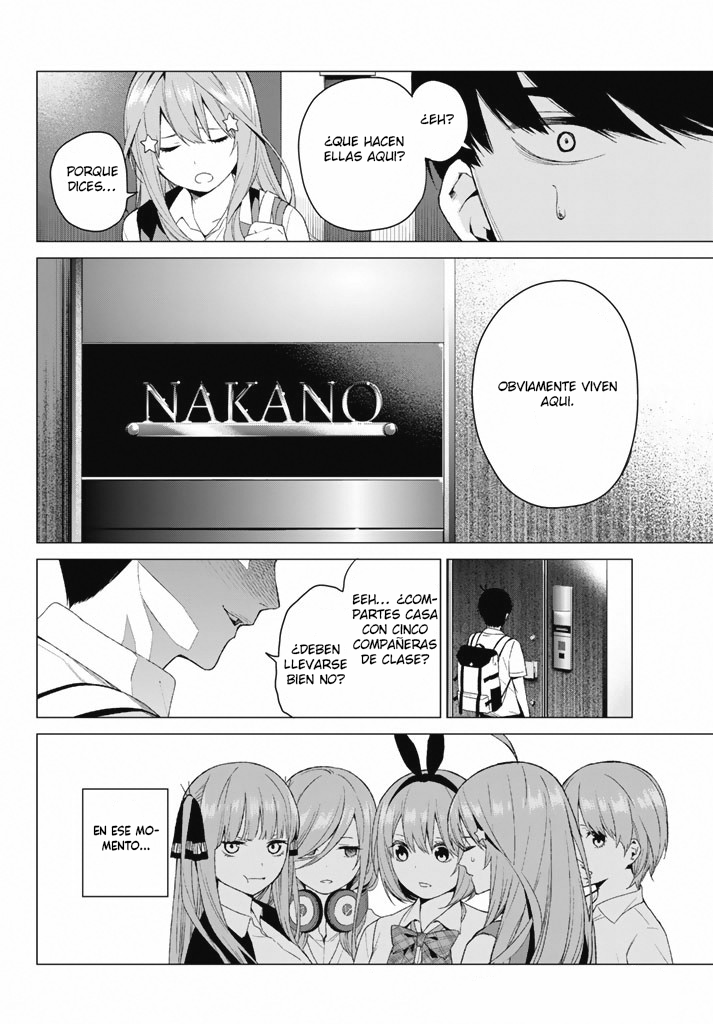 ¿EH?
¿QUE HACEN
ELLAS AQUI?
PORQUE
DICES...
OBVIAMENTE VIVEN
AQUI.
NAKANO
EEH... ¿COM-
PARTES CASA
CON CINCO
COMPAÑERAS
DE CLASE?
¿DEBEN
LLEVARSE
BIEN NO?
EN ESE MO-
MENTO...